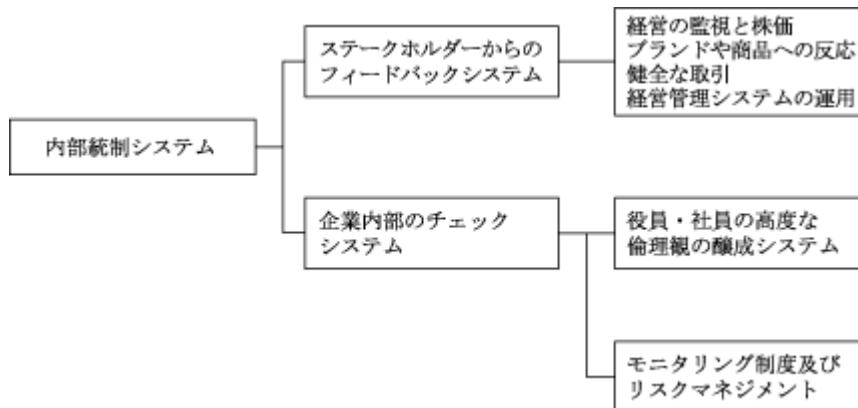 ステークホルダーからの
フィードバックシステム
経営の監視と株価
ブランドや商品への反応
健全な取引
経営管理システムの運用
内部統制システム
企業内部のチェック
システム
役員・社員の高度な
倫理観の醸成システム
モニタリング制度及び
リスクマネジメント